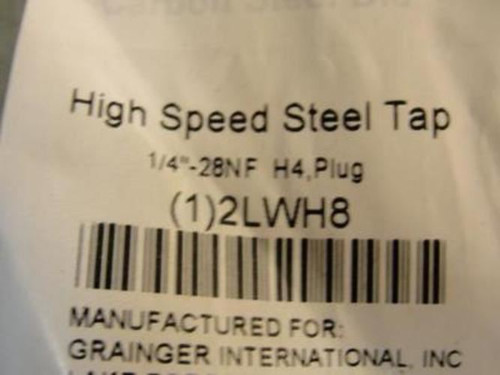 High Speed Steel Tap
1/4"-28NF H4,Plug
(1)2LWH8
MANUFACTURED FOR:
GRAINGER INTERNATIONAL, INC